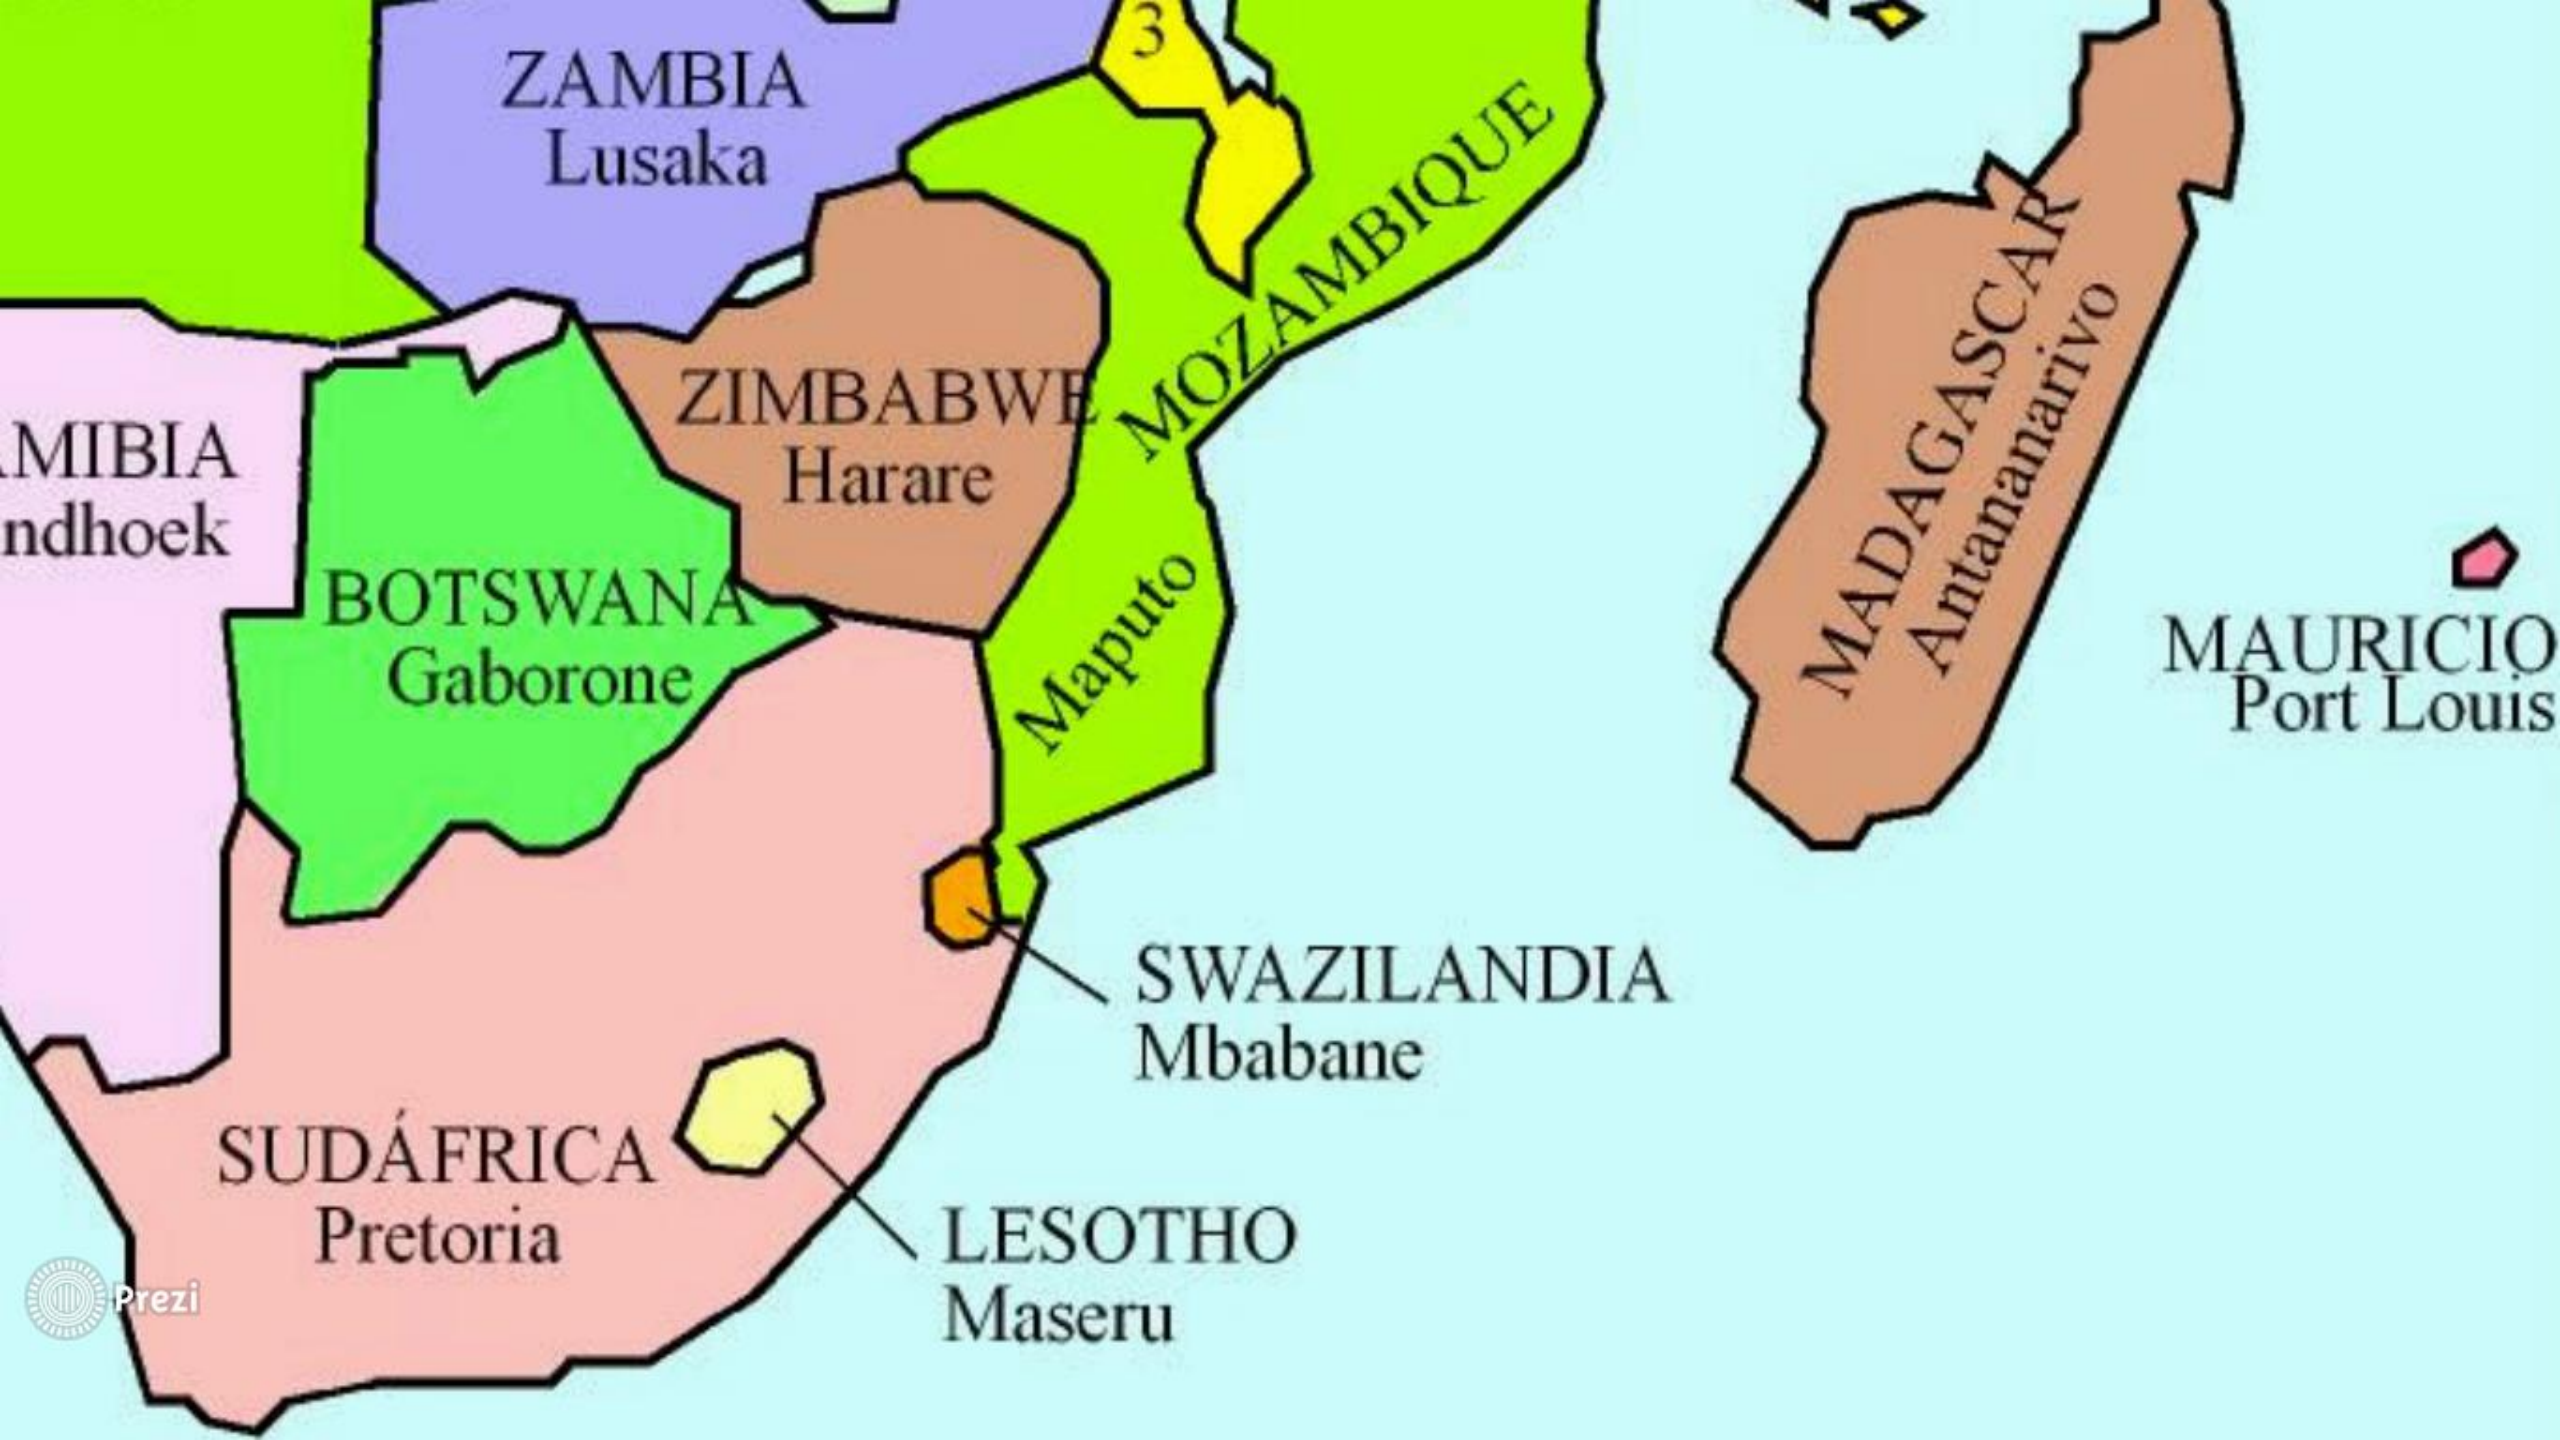 3
ZAMBIA
Lusaka
MOZAMBIQUE
Maputo
ZIMBABWE
Harare
AMIBIA
ndhoek
BOTSWANA
Gaborone
MADAGASCAR
Antananarivo
MAURICIO
Port Louis
SWAZILANDIA
Mbabane
SUDÁFRICA
Pretoria
LESOTHO
Maseru
Prezi